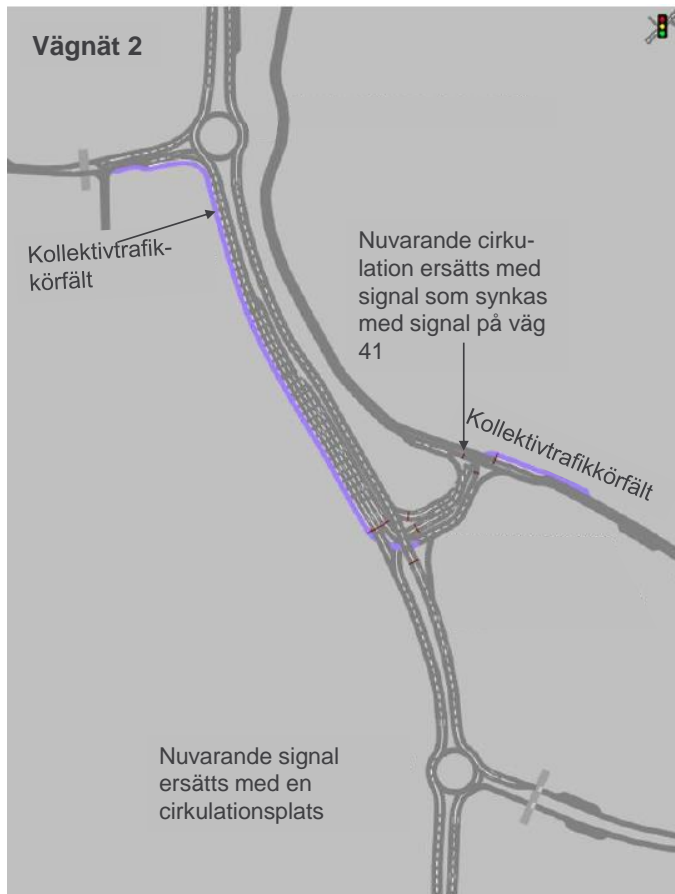 Vägnät 2
Kollektivtrafik-
körfält
Nuvarande cirku-
lation ersätts med
signal som synkas
med signal på väg
41
Kollektivtrafikkörfält
Nuvarande signal
ersätts med en
cirkulationsplats